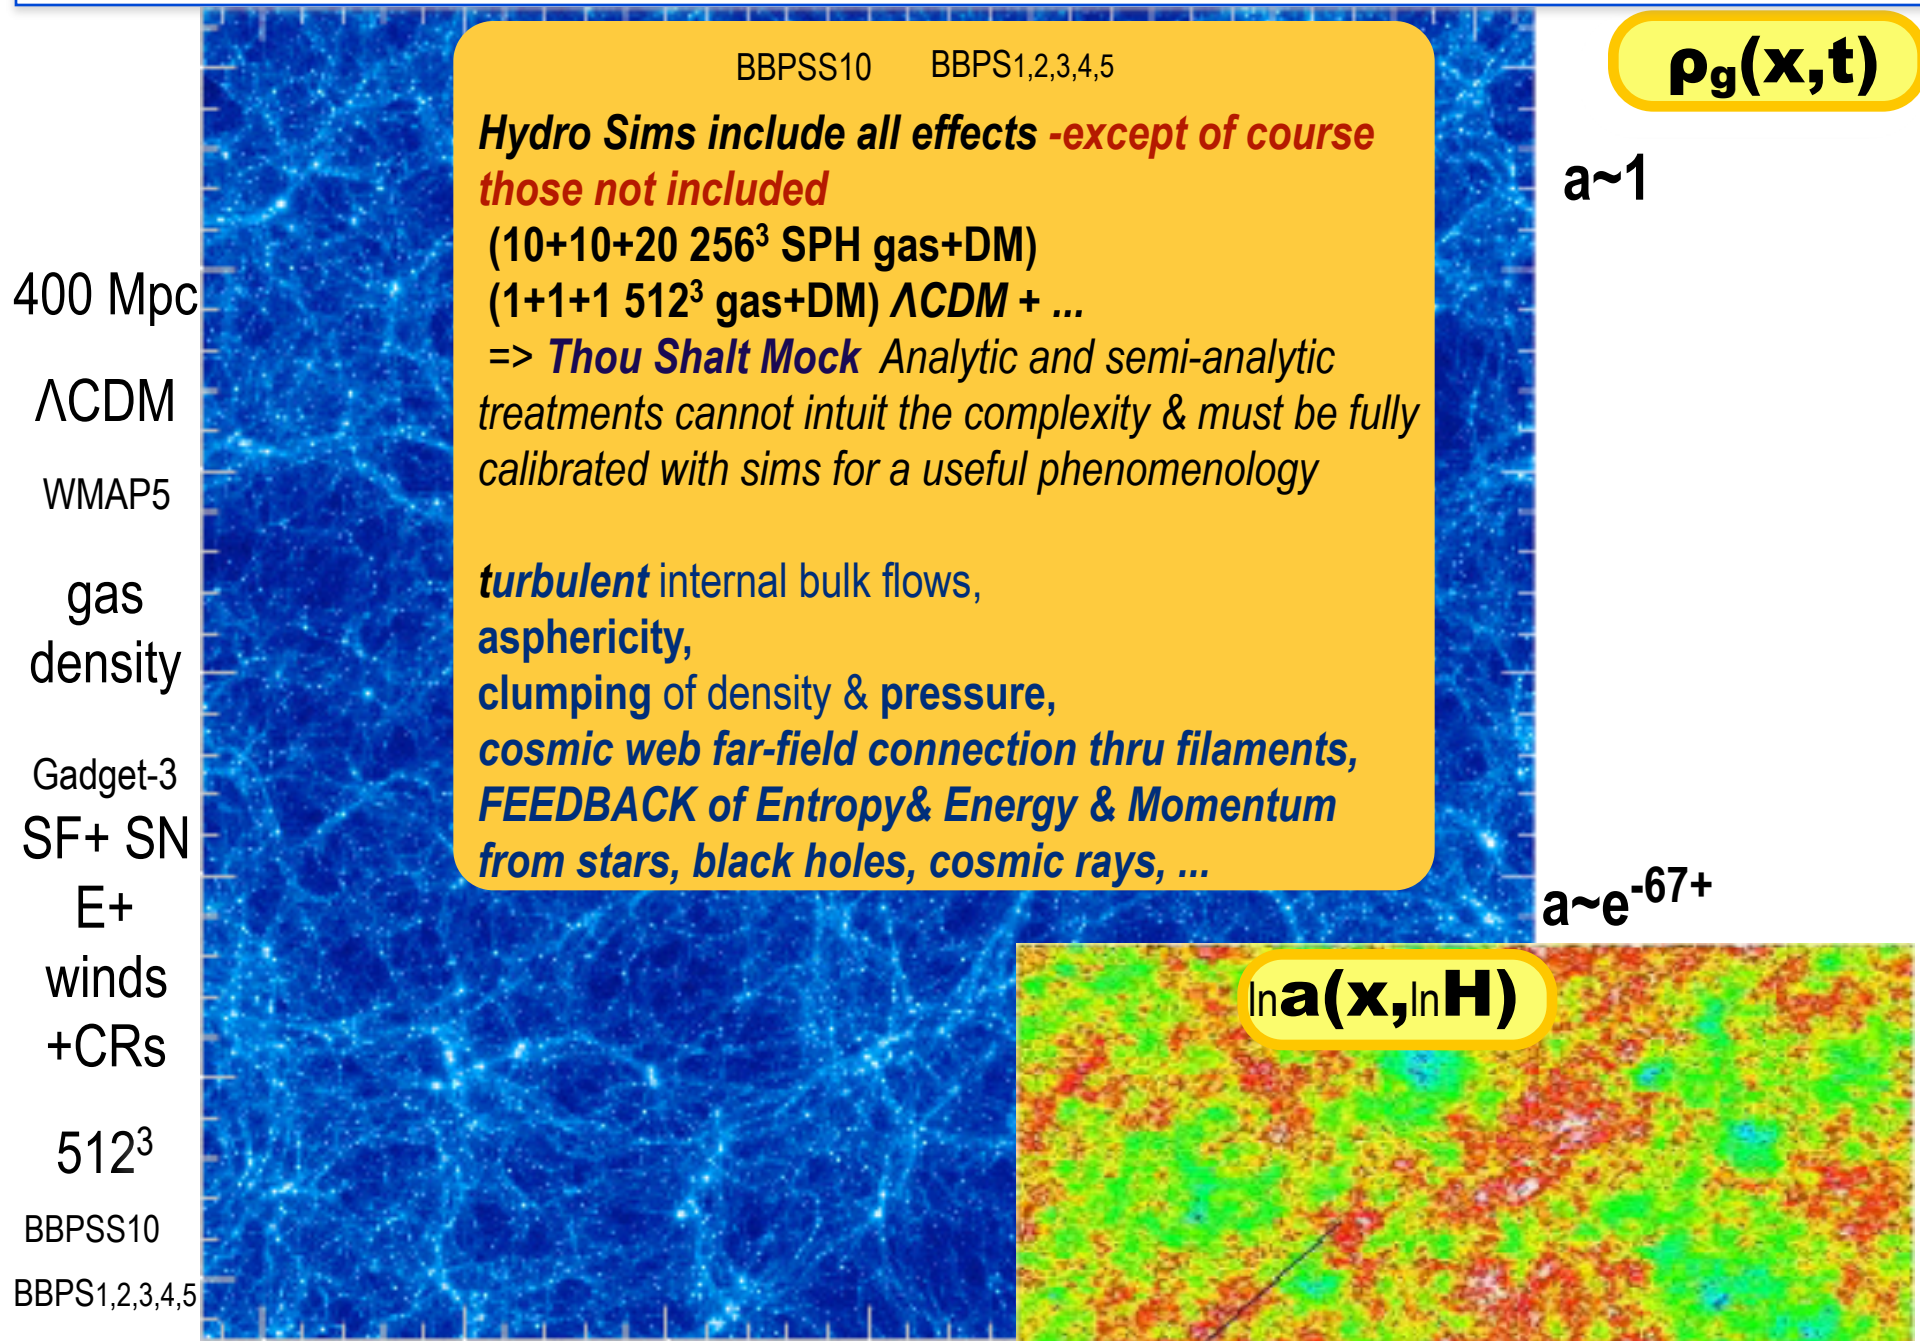 BBPSS10 BBPS1,2,3,4,5
Hydro Sims include all effects -except of course
those not included
(10+10+20 256³ SPH gas+DM)
(1+1+1 512³ gas+DM) ΛCDM + ...
=> Thou Shalt Mock Analytic and semi-analytic
treatments cannot intuit the complexity & must be fully
calibrated with sims for a useful phenomenology
turbulent internal bulk flows,
asphericity,
clumping of density & pressure,
cosmic web far-field connection thru filaments,
FEEDBACK of Entropy& Energy & Momentum
from stars, black holes, cosmic rays, ...
400 Mpc
ΛCDM
WMAP5
gas
density
Gadget-3
SF+ SN
E+
winds
+CRs
512³
BBPSS10
BBPS1,2,3,4,5
ρg(x,t)
a~1
a~e⁻⁶⁷⁺
lna(x,lnH)